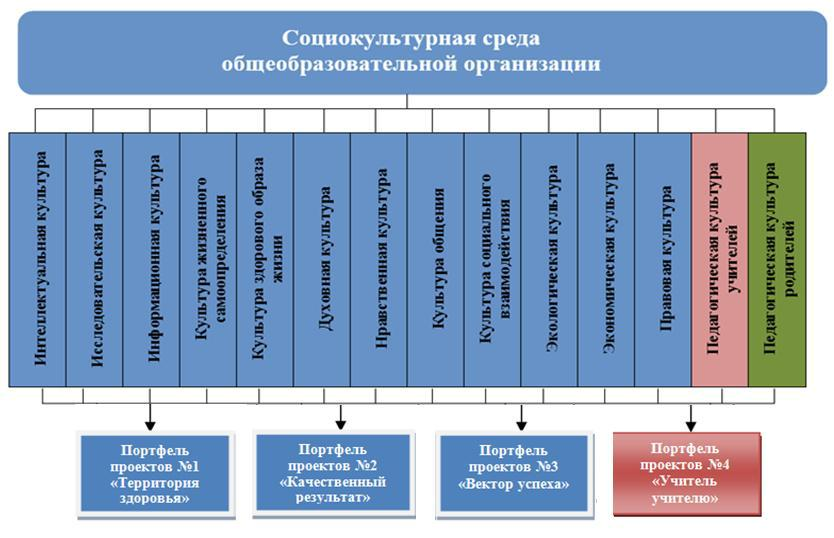 Социокультурная среда
общеобразовательной организации
Интеллектуальная культура
Исследовательская культура
Информационная культура
Культура жизненного
самоопределения
Культура здорового образа
жизни
Духовная культура
Нравственная культура
Культура общения
Культура социального
взаимодействия
Экологическая культура
Экономическая культура
Правовая культура
Педагогическая культура
учителей
Педагогическая культура
родителей
Портфель
проектов №1
«Территория
здоровья»
Портфель
проектов №2
«Качественный
результат»
Портфель
проектов №3
«Вектор успеха»
Портфель
проектов №4
«Учитель
учителю»